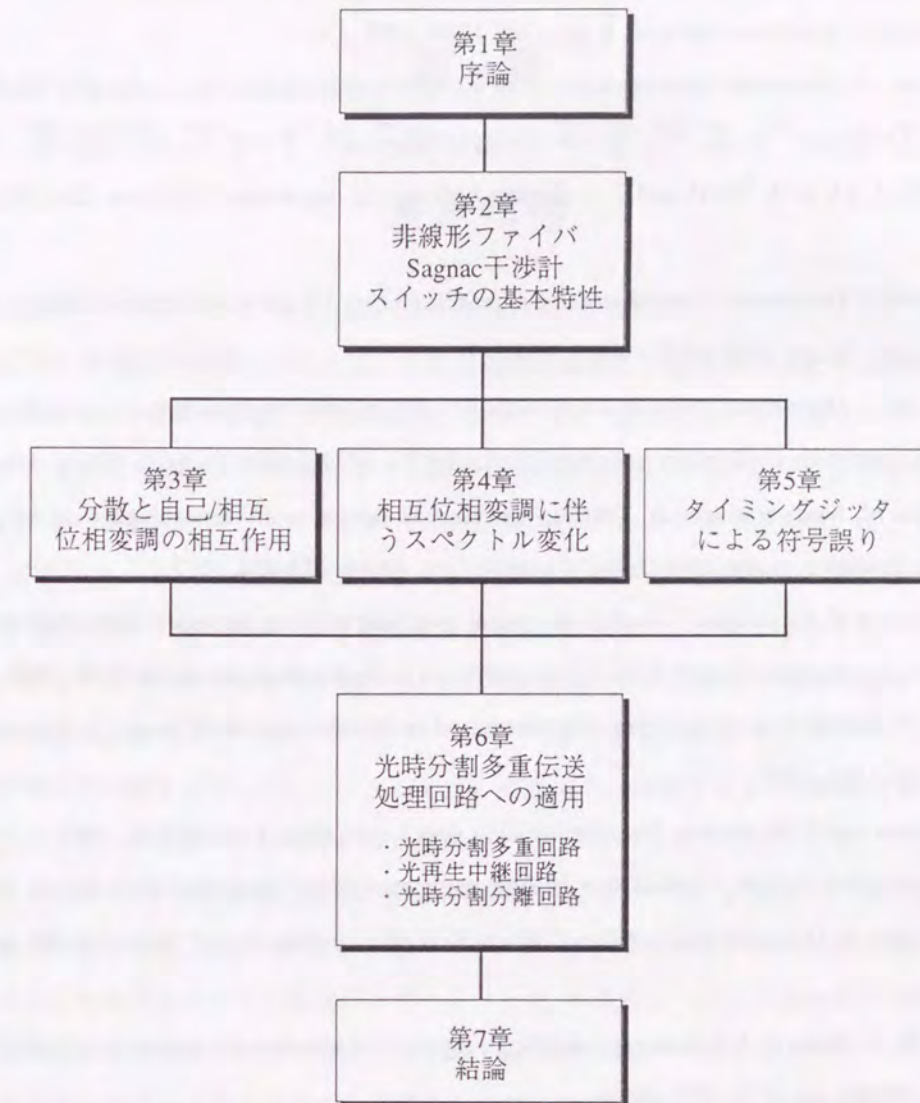 第1章
序論
第2章
非線形ファイバ
Sagnac干渉計
スイッチの基本特性
第3章
分散と自己/相互
位相変調の相互作用
第4章
相互位相変調に伴
うスペクトル変化
第5章
タイミングジッタ
による符号誤り
第6章
光時分割多重伝送
処理回路への適用
・光時分割多重回路
・光再生中継回路
・光時分割分離回路
第7章
結論